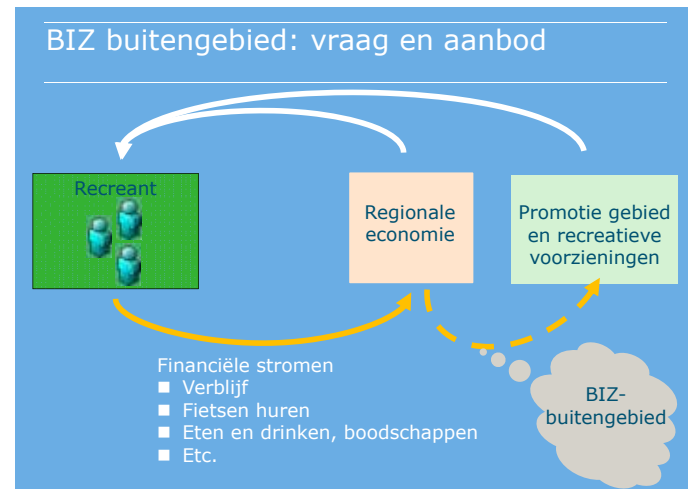 BIZ buitengebied: vraag en aanbod
Recreant
Regionale
economie
Promotie gebied
en recreatieve
voorzieningen
Financiële stromen
Verblijf
Fietsen huren
Eten en drinken, boodschappen
Etc.
BIZ-
buitengebied